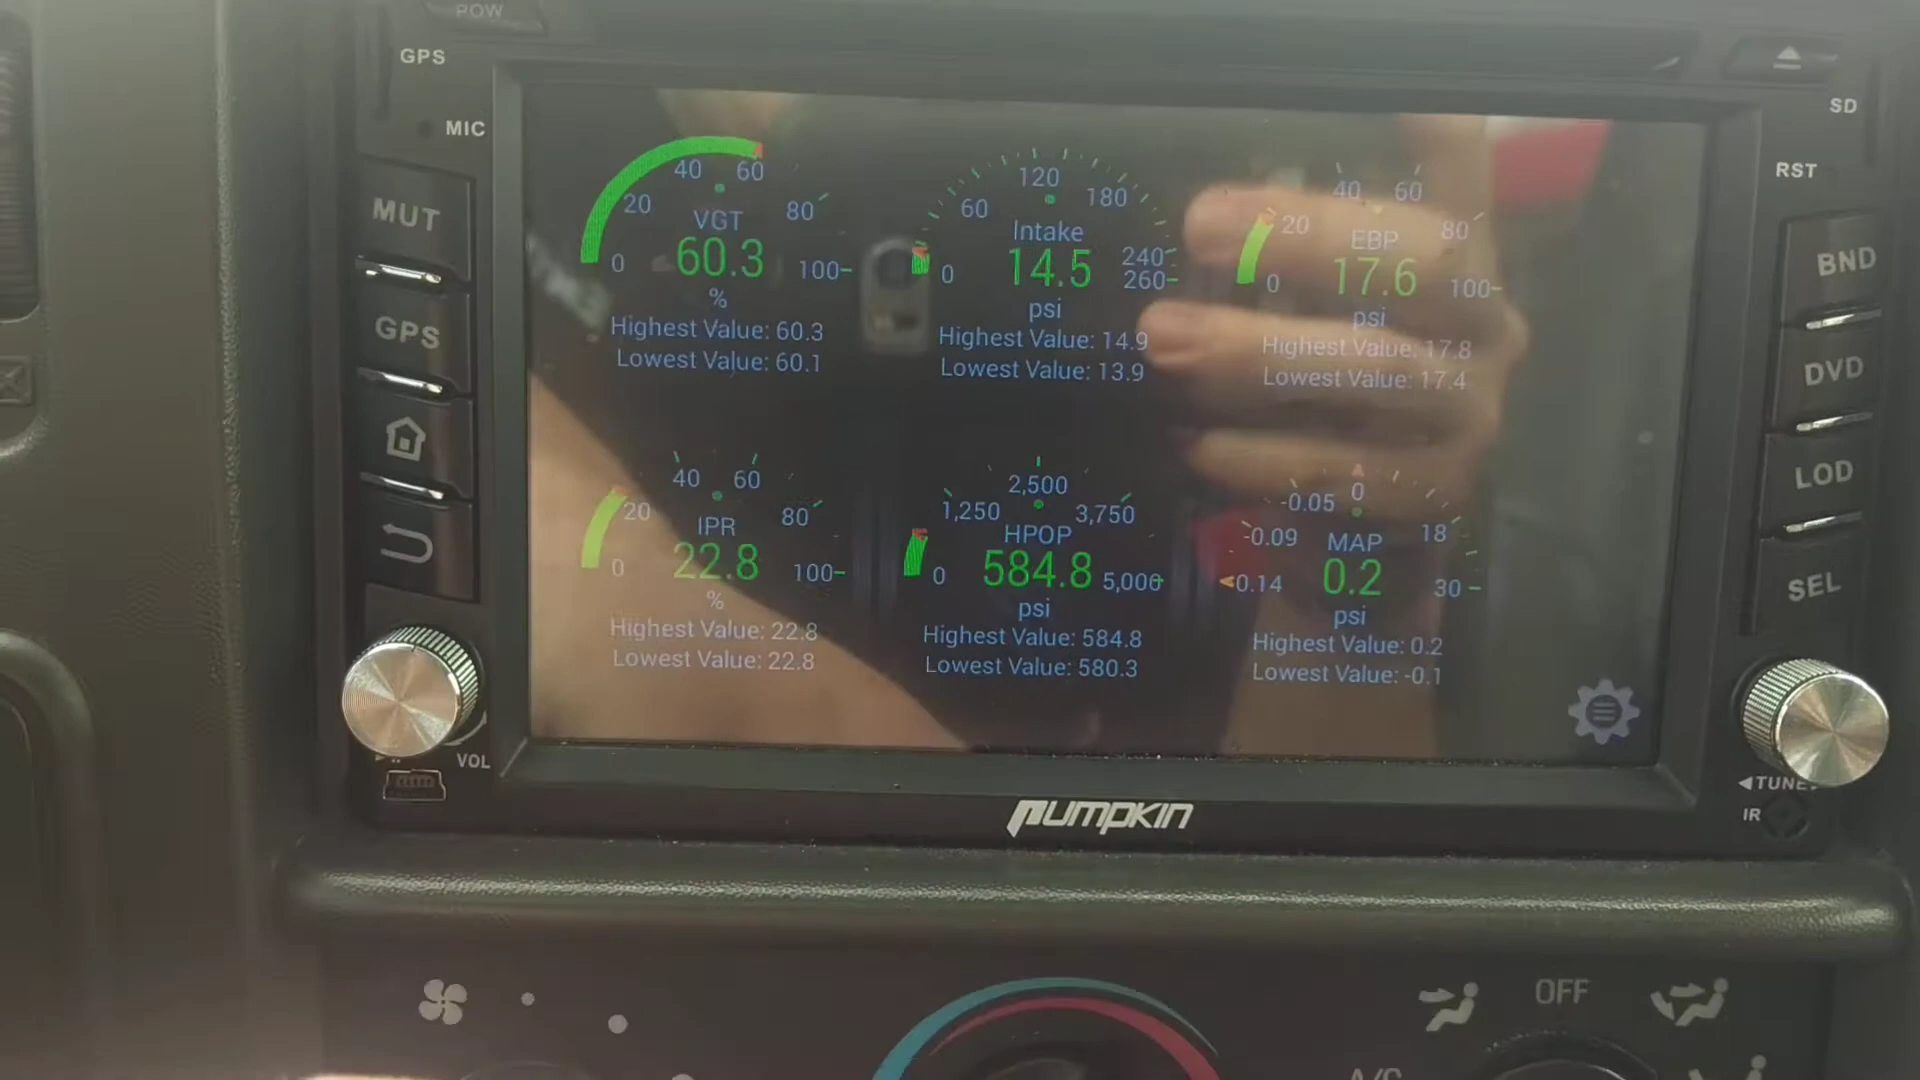 POW
GPS
MIC
MUT
GPS
VOL
SD
RST
BND
DVD
LOD
SEL
◄TUNE►
IR
0 20 40 60 80 100
VGT
60.3
%
Highest Value: 60.3
Lowest Value: 60.1
0 60 120 180 240 260
Intake
14.5
psi
Highest Value: 14.9
Lowest Value: 13.9
0 20 40 60 80 100
EBP
17.6
psi
Highest Value: 17.8
Lowest Value: 17.4
0 20 40 60 80 100
IPR
22.8
%
Highest Value: 22.8
Lowest Value: 22.8
0 1,250 2,500 3,750 5,000
HPOP
584.8
psi
Highest Value: 584.8
Lowest Value: 580.3
-0.14 -0.09 -0.05 0 18 30
MAP
0.2
psi
Highest Value: 0.2
Lowest Value: -0.1
PUMPKIN
OFF
A/C